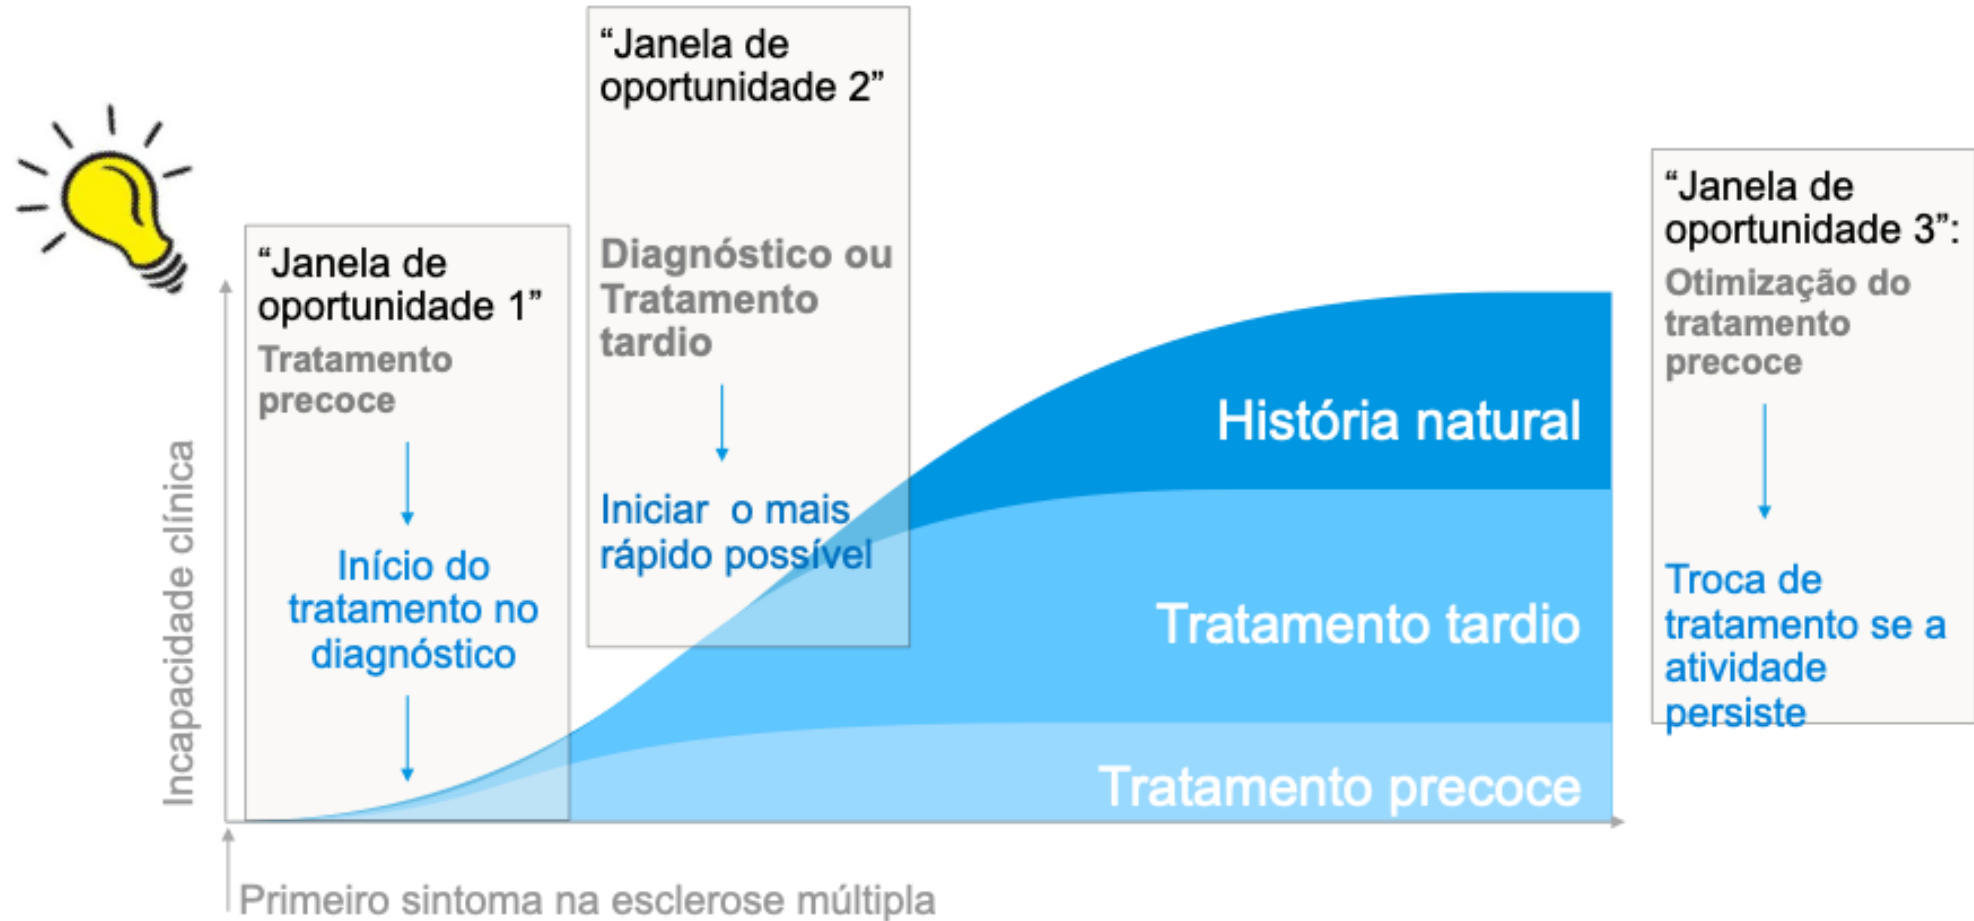 “Janela de
oportunidade 1”
Tratamento
precoce
Início do
tratamento no
diagnóstico
“Janela de
oportunidade 2”
Diagnóstico ou
Tratamento
tardio
Iniciar o mais
rápido possível
“Janela de
oportunidade 3”:
Otimização do
tratamento
precoce
Troca de
tratamento se a
atividade
persiste
História natural
Tratamento tardio
Tratamento precoce
Incapacidade clínica
Primeiro sintoma na esclerose múltipla